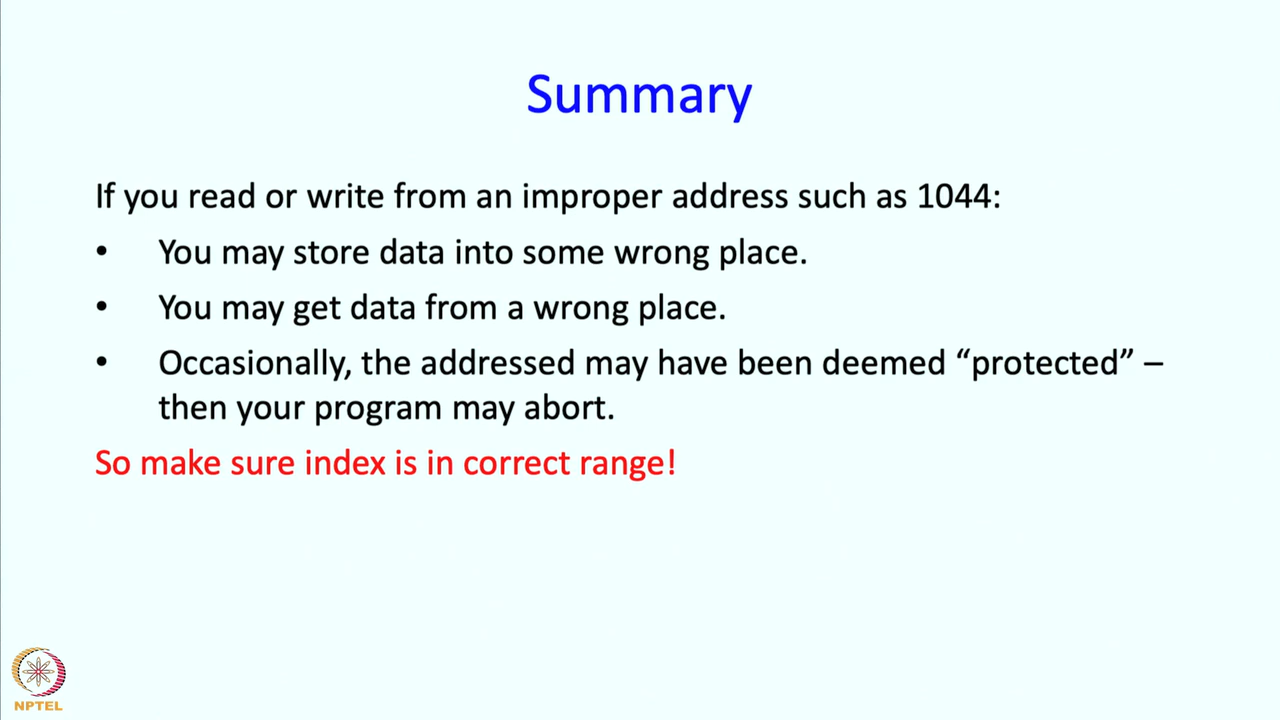 Summary
If you read or write from an improper address such as 1044:
• You may store data into some wrong place.
• You may get data from a wrong place.
• Occasionally, the addressed may have been deemed “protected” –
then your program may abort.
So make sure index is in correct range!
NPTEL